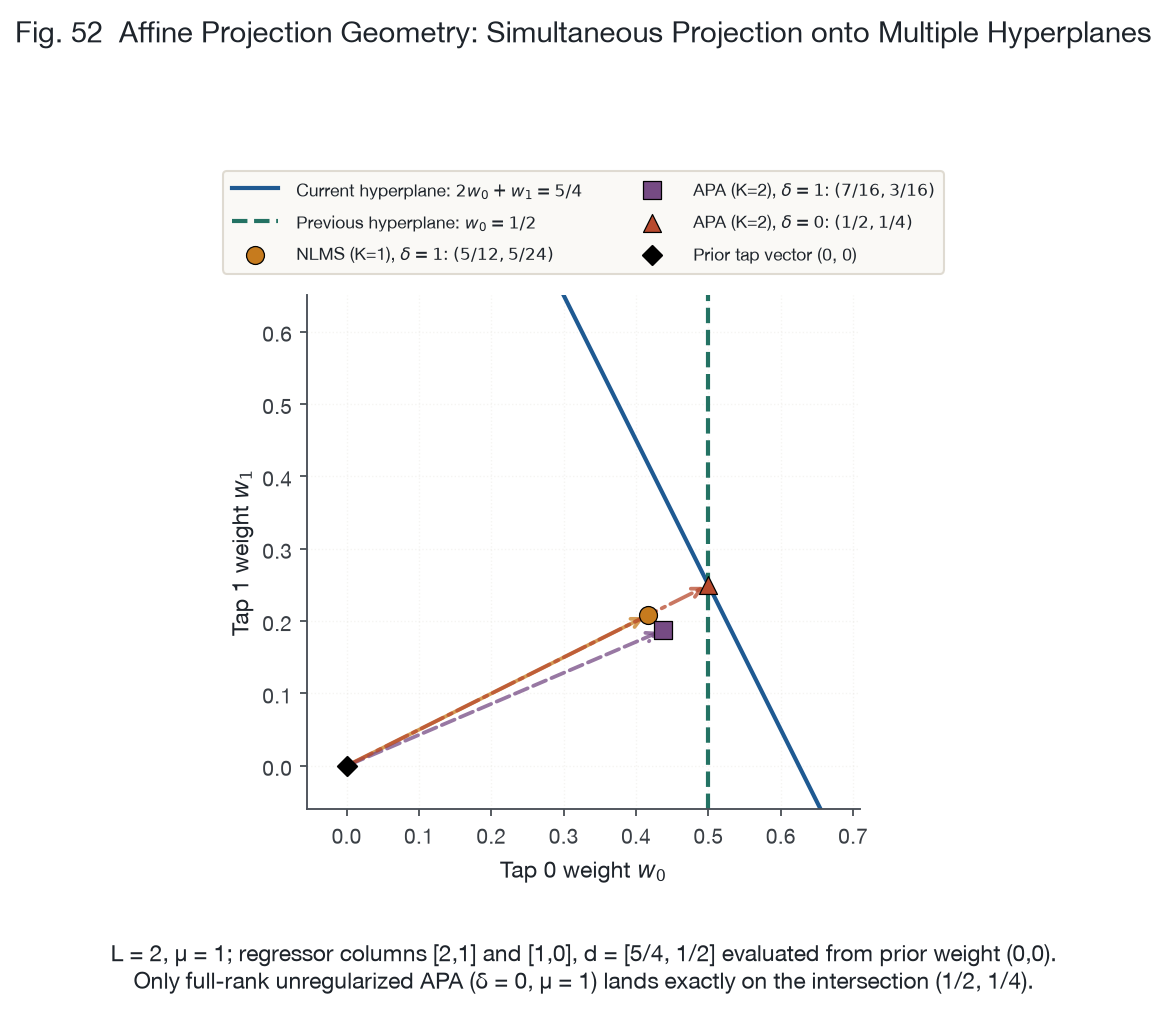 Fig. 52  Affine Projection Geometry: Simultaneous Projection onto Multiple Hyperplanes
Current hyperplane: 2w₀ + w₁ = 5/4
Previous hyperplane: w₀ = 1/2
NLMS (K=1), δ = 1: (5/12, 5/24)
APA (K=2), δ = 1: (7/16, 3/16)
APA (K=2), δ = 0: (1/2, 1/4)
Prior tap vector (0, 0)
Tap 1 weight w₁
0.6
0.5
0.4
0.3
0.2
0.1
0.0
0.0 0.1 0.2 0.3 0.4 0.5 0.6 0.7
Tap 0 weight w₀
L = 2, μ = 1; regressor columns [2,1] and [1,0], d = [5/4, 1/2] evaluated from prior weight (0,0).
Only full-rank unregularized APA (δ = 0, μ = 1) lands exactly on the intersection (1/2, 1/4).